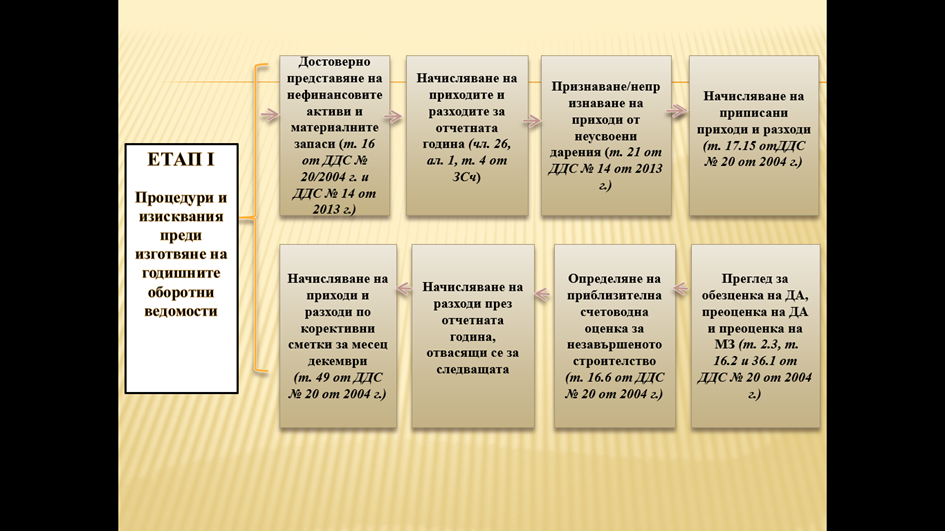 ЕТАП I
Процедури и
изисквания
преди
изготвяне на
годишните
оборотни
ведомости
Достоверно
представяне на
нефинансовите
активи и
материалните
запаси (т. 16
от ДДС №
20/2004 г. и
ДДС № 14 от
2013 г.)
Начисляване на
приходите и
разходите за
отчетната
година (чл. 26,
ал. 1, т. 4 от
ЗСч)
Признаване/непр
изнаване на
приходи от
неусвоени
дарения (т. 21 от
ДДС № 14 от 2013
г.)
Начисляване на
приписани
приходи и разходи
(т. 17.15 отДДС
№ 20 от 2004 г.)
Преглед за
обезценка на ДА,
преоценка на ДА
и преоценка на
МЗ (т. 2.3, т.
16.2 и 36.1 от
ДДС № 20 от 2004
г.)
Определяне на
приблизителна
счетоводна
оценка за
незавършеното
строителство
(т. 16.6 от ДДС
№ 20 от 2004 г.)
Начисляване на
разходи през
отчетната
година,
отвасящи се за
следващата
Начисляване на
приходи и
разходи по
корективни
сметки за месец
декември
(т. 49 от ДДС
№ 20 от 2004 г.)